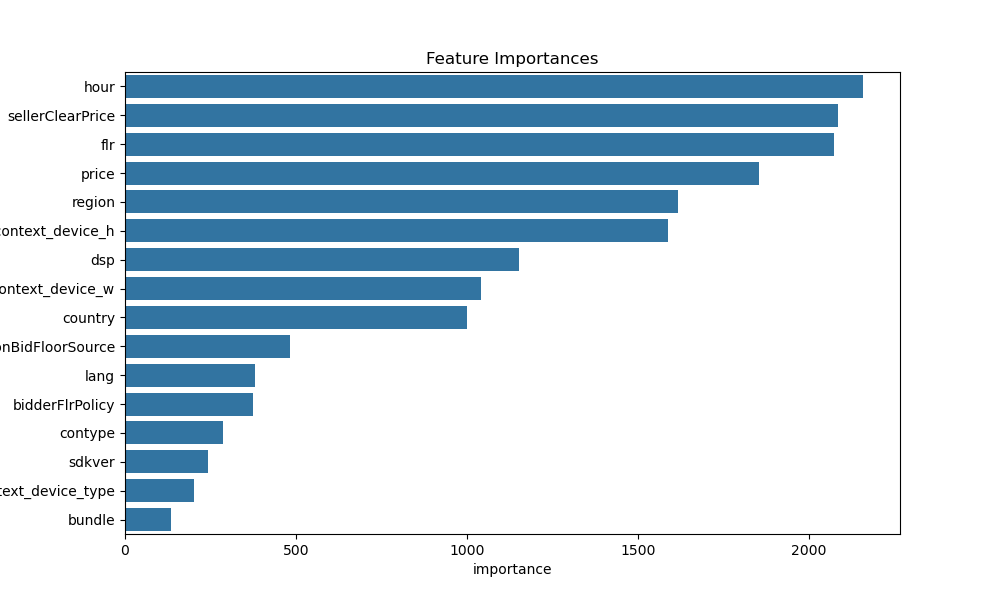 Feature Importances
hour
sellerClearPrice
flr
price
region
context_device_h
dsp
ontext_device_w
country
onBidFloorSource
lang
bidderFlrPolicy
contype
sdkver
text_device_type
bundle
0 500 1000 1500 2000
importance